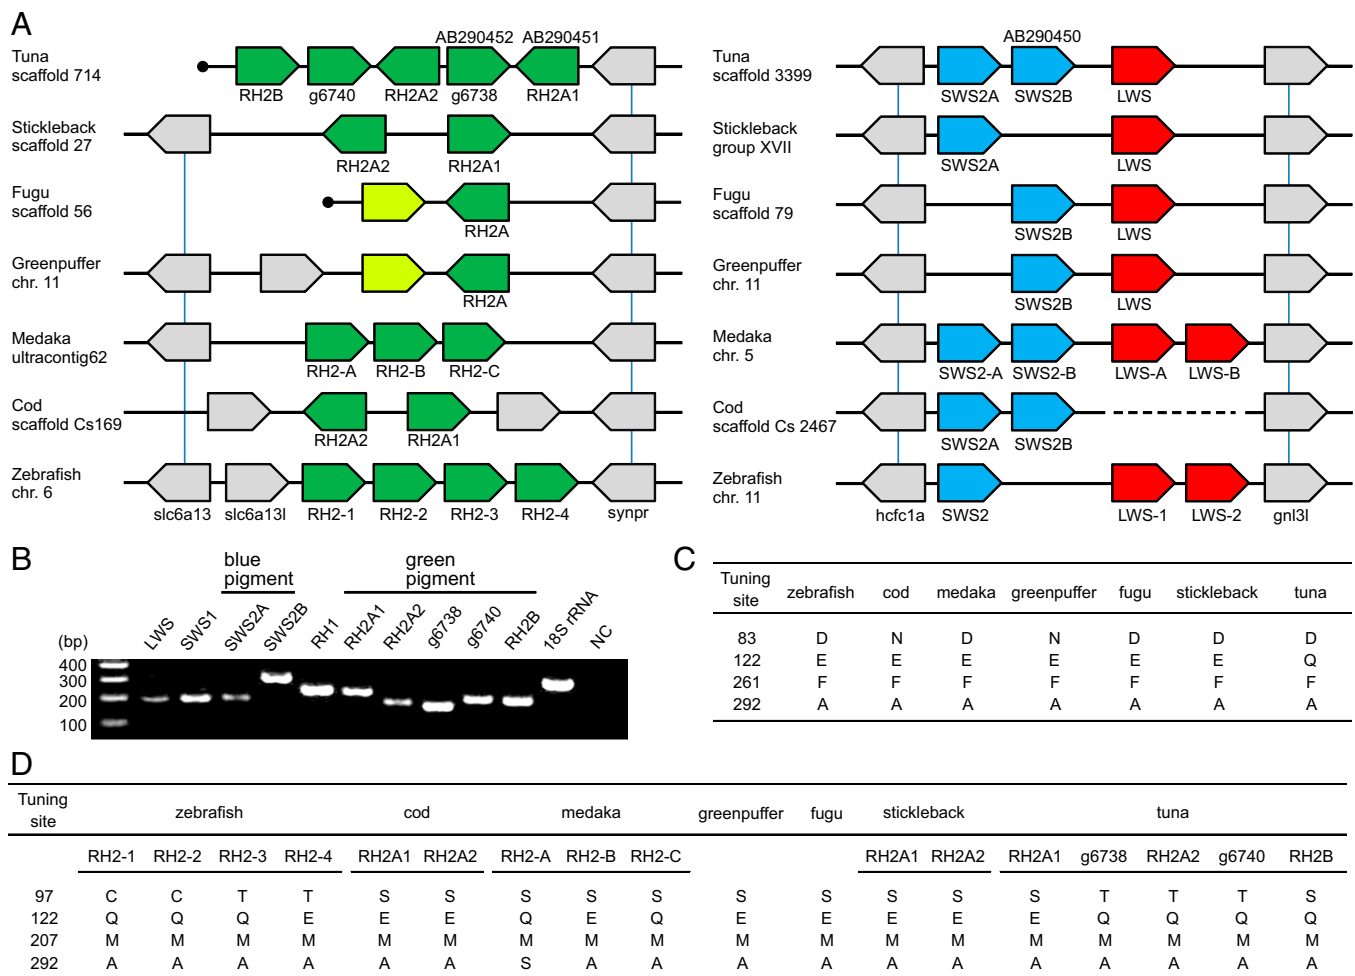 A
Tuna
scaffold 714
AB290452 AB290451
RH2B g6740 RH2A2 g6738 RH2A1
Stickleback
scaffold 27
RH2A2 RH2A1
Fugu
scaffold 56
RH2A
Greenpuffer
chr. 11
RH2A
Medaka
ultracontig62
RH2-A RH2-B RH2-C
Cod
scaffold Cs169
RH2A2 RH2A1
Zebrafish
chr. 6
slc6a13 slc6a13l RH2-1 RH2-2 RH2-3 RH2-4 synpr
Tuna
scaffold 3399
AB290450
SWS2A SWS2B LWS
Stickleback
group XVII
SWS2A LWS
Fugu
scaffold 79
SWS2B LWS
Greenpuffer
chr. 11
SWS2B LWS
Medaka
chr. 5
SWS2-A SWS2-B LWS-A LWS-B
Cod
scaffold Cs 2467
SWS2A SWS2B
Zebrafish
chr. 11
hcfc1a SWS2 LWS-1 LWS-2 gnl3l
B
blue
pigment
green
pigment
(bp) LWS SWS1 SWS2A SWS2B RH1 RH2A1 RH2A2 g6738 g6740 RH2B 18S rRNA NC
400
300
200
100
C
Tuning
site zebrafish cod medaka greenpuffer fugu stickleback tuna
83 D N D N D D D
122 E E E E E E Q
261 F F F F F F F
292 A A A A A A A
D
Tuning
site zebrafish cod medaka greenpuffer fugu stickleback tuna
RH2-1 RH2-2 RH2-3 RH2-4 RH2A1 RH2A2 RH2-A RH2-B RH2-C RH2A1 RH2A2 RH2A1 g6738 RH2A2 g6740 RH2B
97 C C T T S S S S S S S S S S T T T S
122 Q Q Q E E E Q E Q E E E E E Q Q Q Q
207 M M M M M M M M M M M M M M M M M M
292 A A A A A A S A A A A A A A A A A A